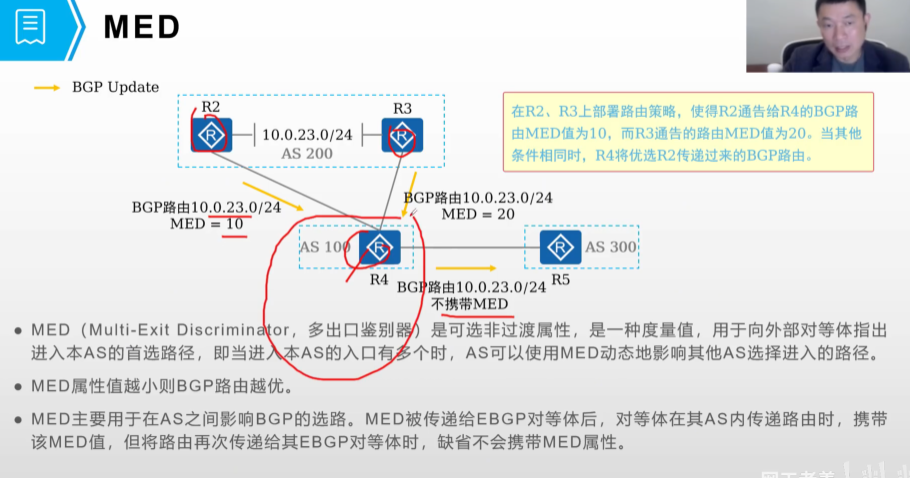 MED
BGP Update
R2
R3
10.0.23.0/24
AS 200
在R2、R3上部署路由策略，使得R2通告给R4的BGP路
由MED值为10，而R3通告的路由MED值为20。当其他
条件相同时，R4将优选R2传递过来的BGP路由。
BGP路由10.0.23.0/24
MED = 10
BGP路由10.0.23.0/24
MED = 20
AS 100
R
AS 300
R4
R5
BGP路由10.0.23.0/24
不携带MED
MED（Multi-Exit Discriminator，多出口鉴别器）是可选非过渡属性，是一种度量值，用于向外部对等体指出
进入本AS的首选路径，即当进入本AS的入口有多个时，AS可以使用MED动态地影响其他AS选择进入的路径。
MED属性值越小则BGP路由越优。
MED主要用于在AS之间影响BGP的选路。MED被传递给EBGP对等体后，对等体在其AS内传递路由时，携带
该MED值，但将路由再次传递给其EBGP对等体时，缺省不会携带MED属性。